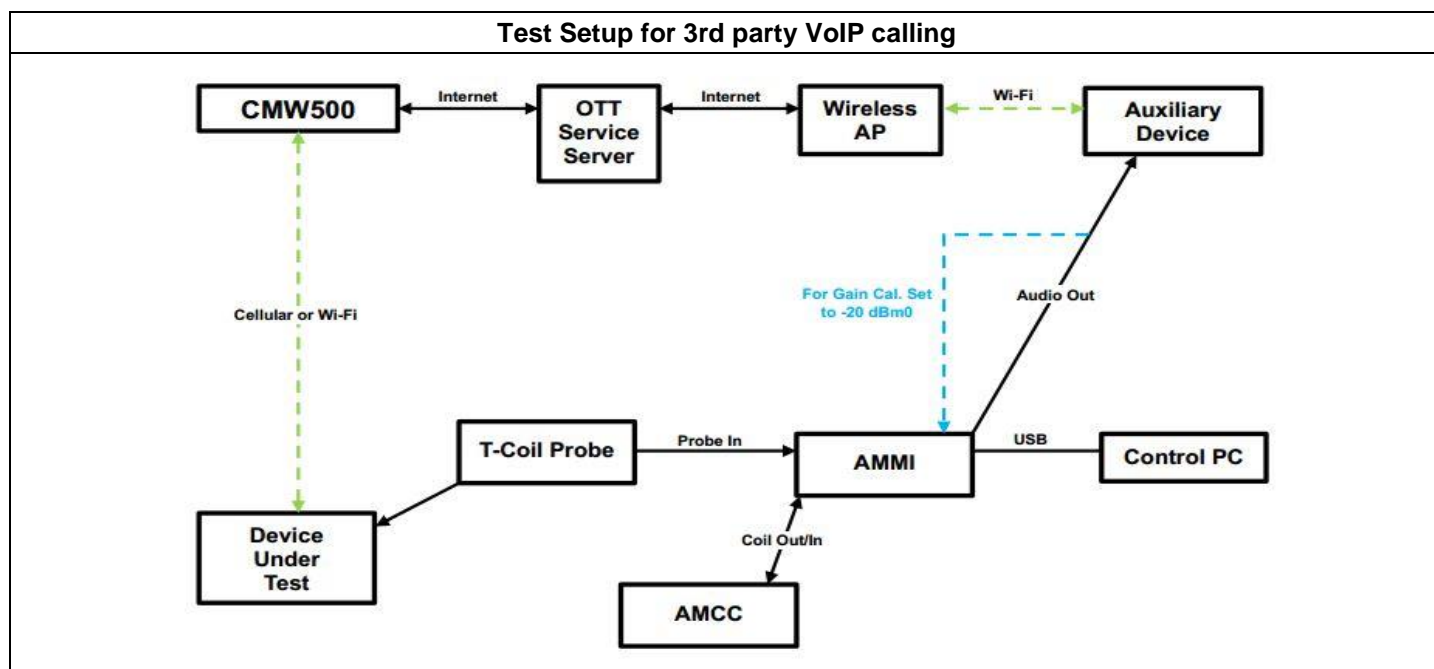 Test Setup for 3rd party VoIP calling
CMW500
Internet
OTT
Service
Server
Internet
Wireless
AP
Wi-Fi
Auxiliary
Device
For Gain Cal. Set
to -20 dBm0
Audio Out
Cellular or Wi-Fi
T-Coil Probe
Probe In
AMMI
USB
Control PC
Device
Under
Test
Coil Out/In
AMCC